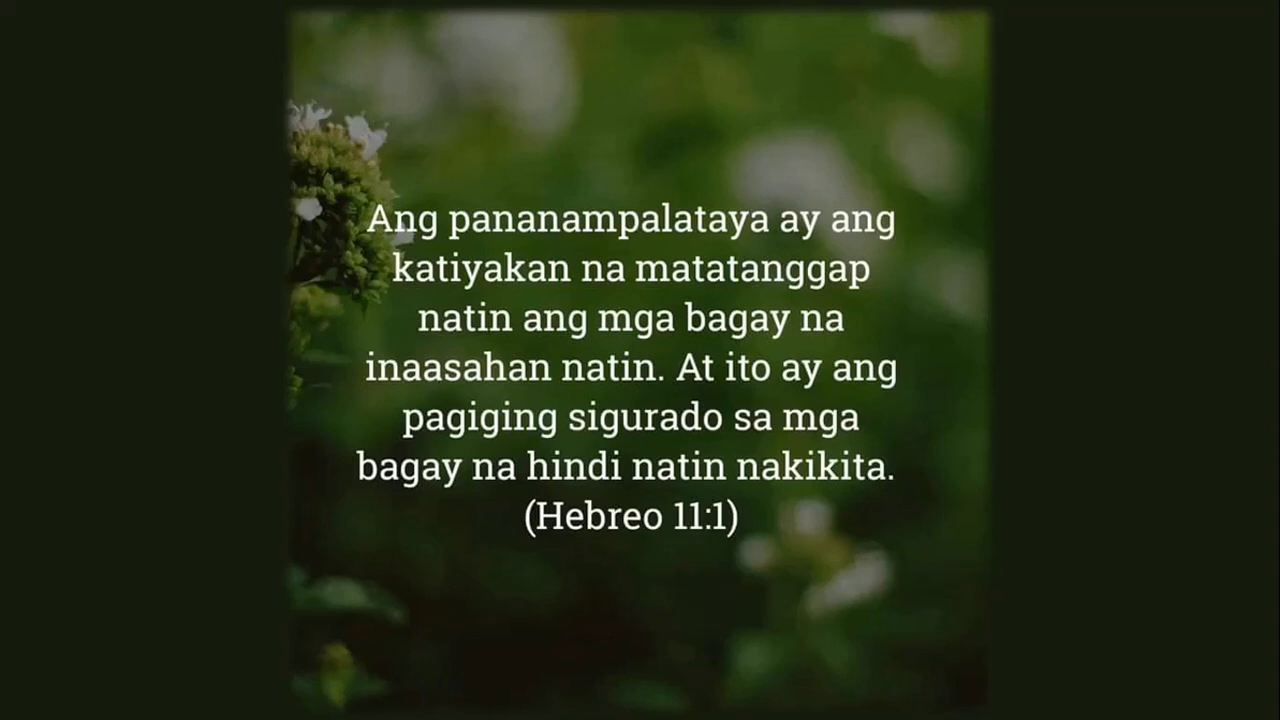 Ang pananampalataya ay ang
katiyakan na matatanggap
natin ang mga bagay na
inaasahan natin. At ito ay ang
pagiging sigurado sa mga
bagay na hindi natin nakikita.
(Hebreo 11:1)